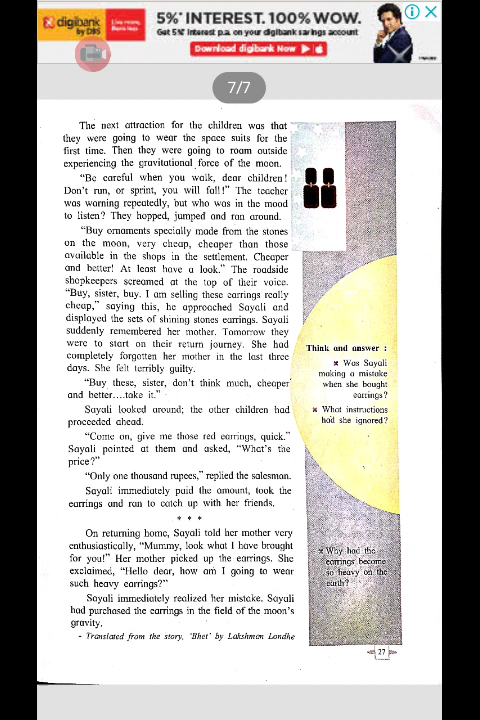 digibank
by DBS
Live more,
Bank less
5% INTEREST. 100% WOW.
Get 5% interest p.a. on your digibank savings account
Download digibank Now
7/7
The next attraction for the children was that
they were going to wear the space suits for the
first time. Then they were going to roam outside
experiencing the gravitational force of the moon.
“Be careful when you walk, dear children!
Don’t run, or sprint, you will fall!” The teacher
was warning repeatedly, but who was in the mood
to listen? They hopped, jumped and ran around.
“Buy ornaments specially made from the stones
on the moon, very cheap, cheaper than those
available in the shops in the settlement. Cheaper
and better! At least have a look.” The roadside
shopkeepers screamed at the top of their voice.
“Buy, sister, buy. I am selling these earrings really
cheap,” saying this, he approached Sayali and
displayed the sets of shining stones earrings. Sayali
suddenly remembered her mother. Tomorrow they
were to start on their return journey. She had
completely forgotten her mother in the last three
days. She felt terribly guilty.
“Buy these, sister, don’t think much, cheaper
and better....take it.”
Sayali looked around; the other children had
proceeded ahead.
“Come on, give me those red earrings, quick.”
Sayali pointed at them and asked, “What’s the
price?”
“Only one thousand rupees,” replied the salesman.
Sayali immediately paid the amount, took the
earrings and ran to catch up with her friends.
* * *
On returning home, Sayali told her mother very
enthusiastically, “Mummy, look what I have brought
for you!” Her mother picked up the earrings. She
exclaimed, “Hello dear, how am I going to wear
such heavy earrings?”
Sayali immediately realized her mistake. Sayali
had purchased the earrings in the field of the moon’s
gravity.
- Translated from the story, ‘Bhet’ by Lakshman Londhe
Think and answer :
* Was Sayali
making a mistake
when she bought
earrings?
* What instructions
had she ignored?
* Why had the
earrings become
so heavy on the
earth?
27